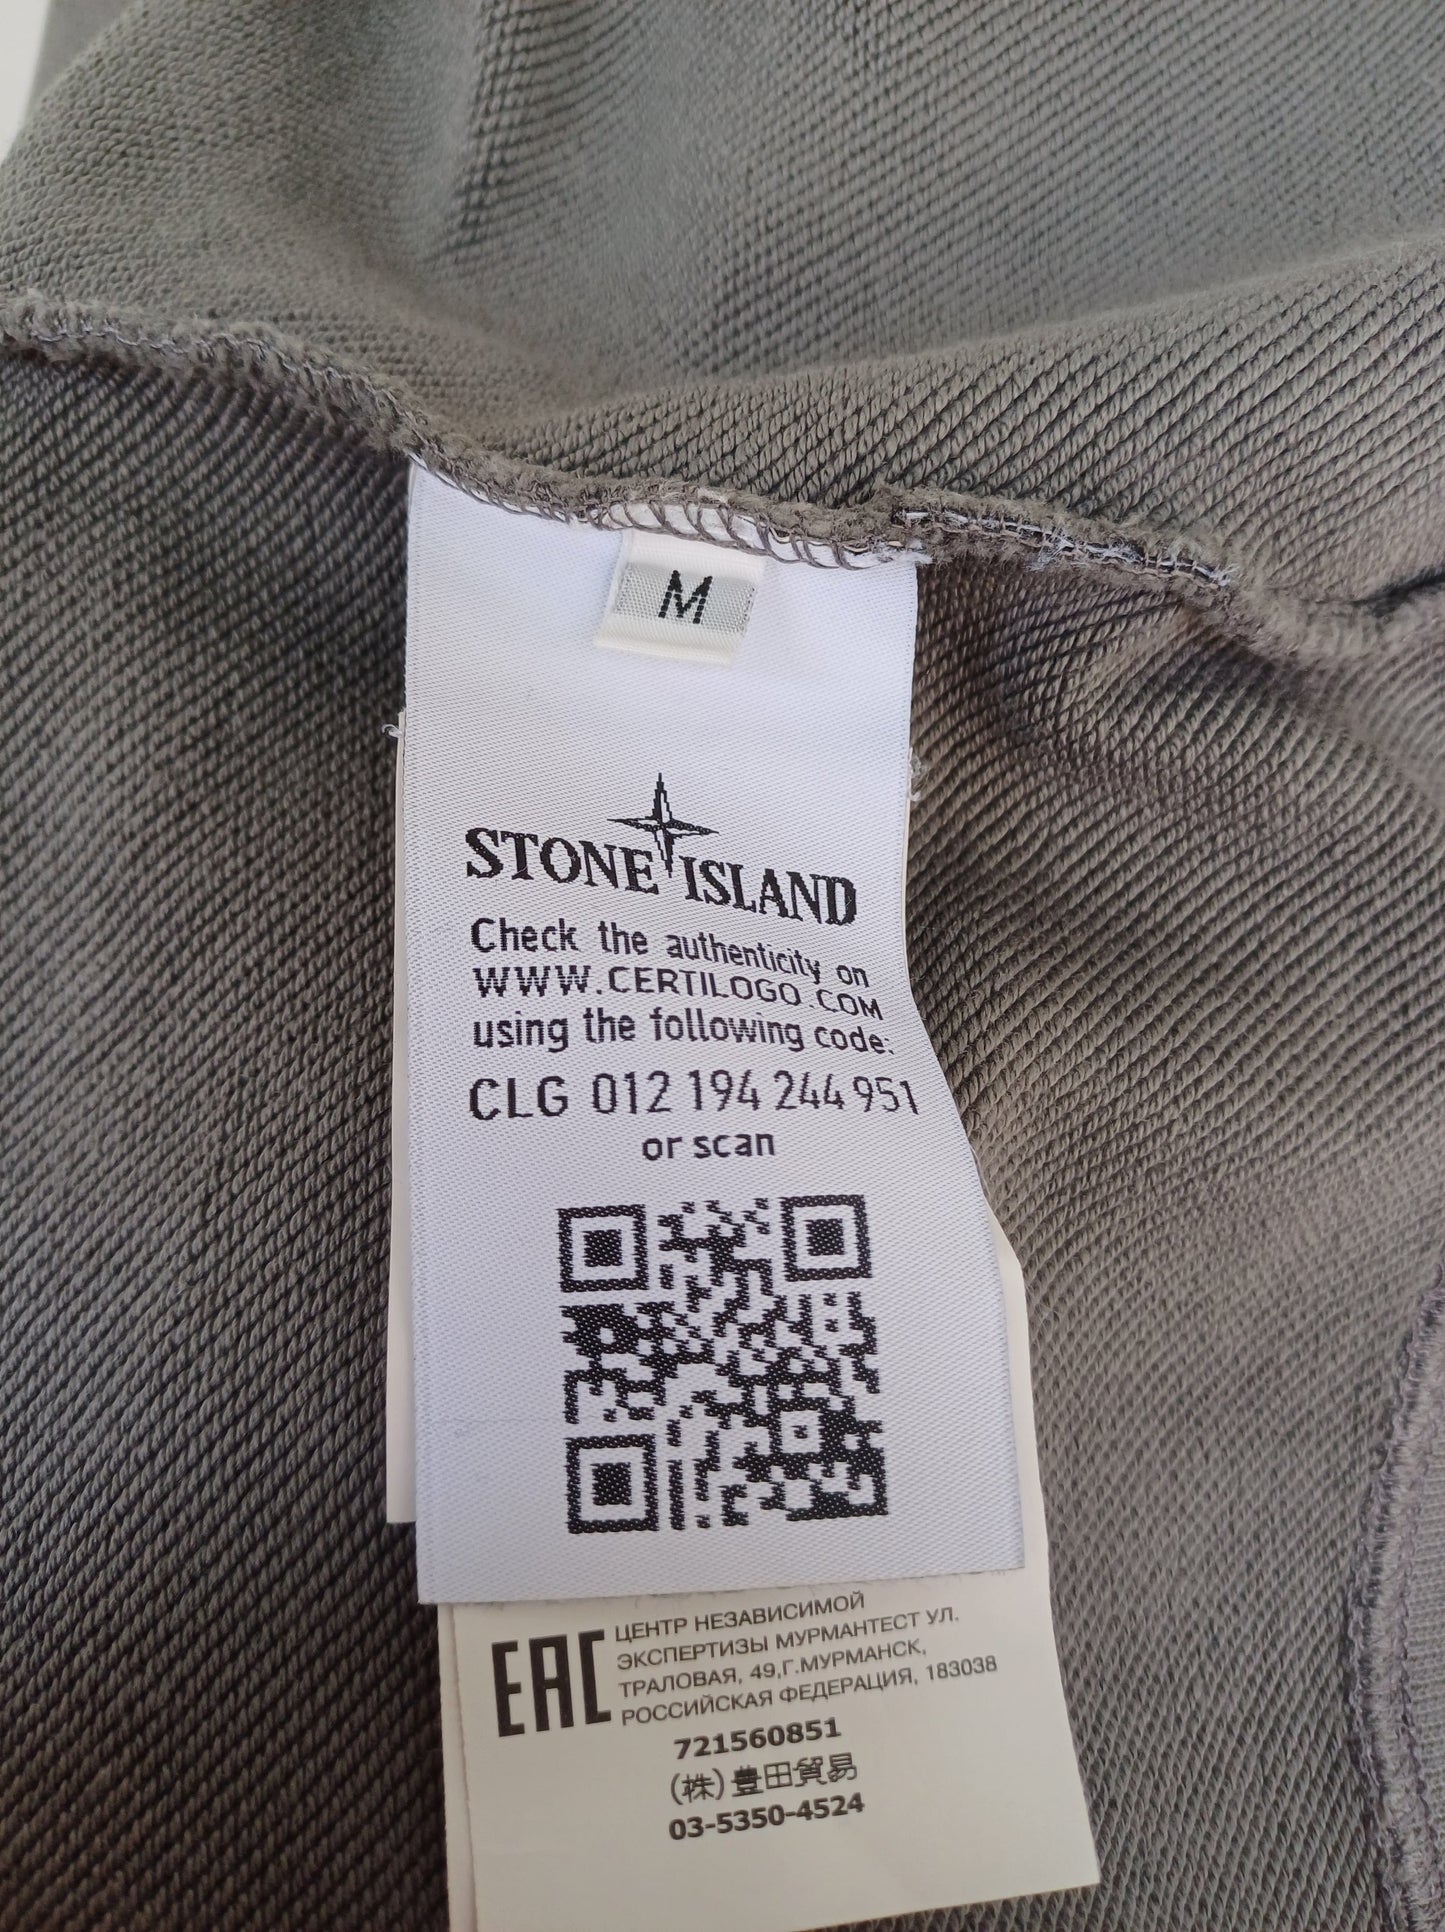 M
STONE ISLAND
Check the authenticity on
WWW.CERTILOGO.COM
using the following code:
CLG 012 194 244 951
or scan
EAC
ЦЕНТР НЕЗАВИСИМОЙ
ЭКСПЕРТИЗЫ МУРМАНТЕСТ УЛ.
ТРАЛОВАЯ, 49,Г.МУРМАНСК,
РОССИЙСКАЯ ФЕДЕРАЦИЯ, 183038
721560851
(株)豊田貿易
03-5350-4524